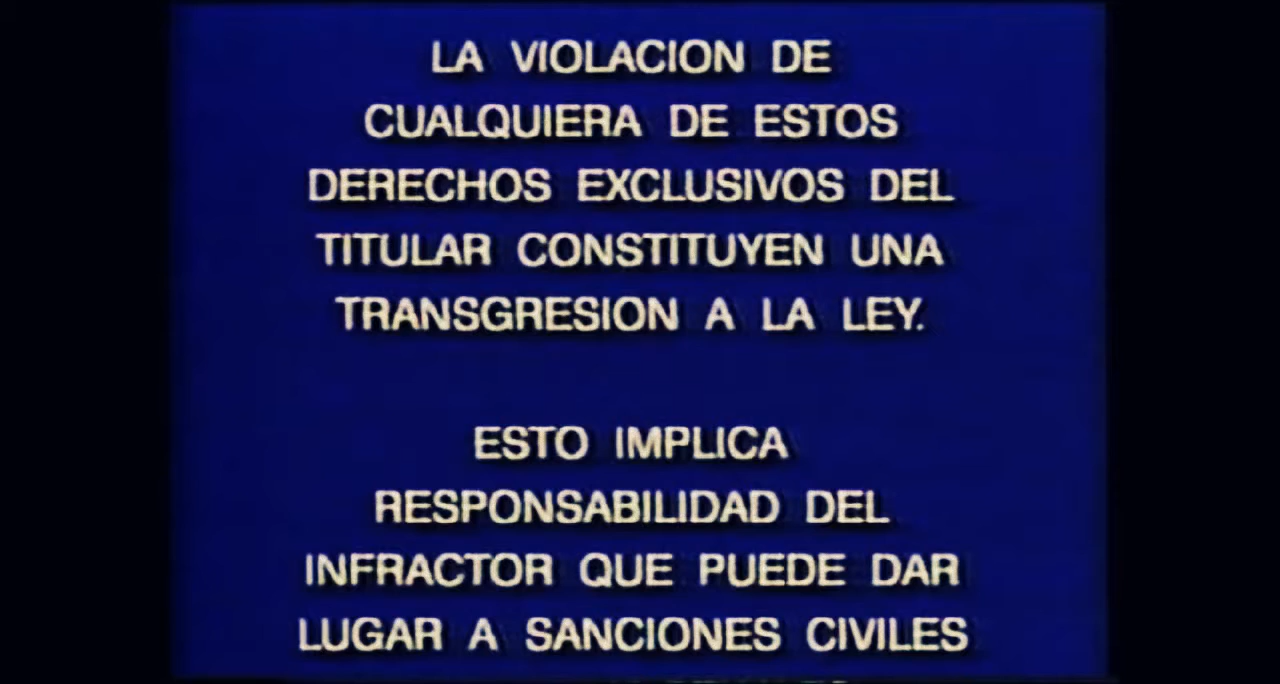 LA VIOLACION DE
CUALQUIERA DE ESTOS
DERECHOS EXCLUSIVOS DEL
TITULAR CONSTITUYEN UNA
TRANSGRESION A LA LEY.
ESTO IMPLICA
RESPONSABILIDAD DEL
INFRACTOR QUE PUEDE DAR
LUGAR A SANCIONES CIVILES